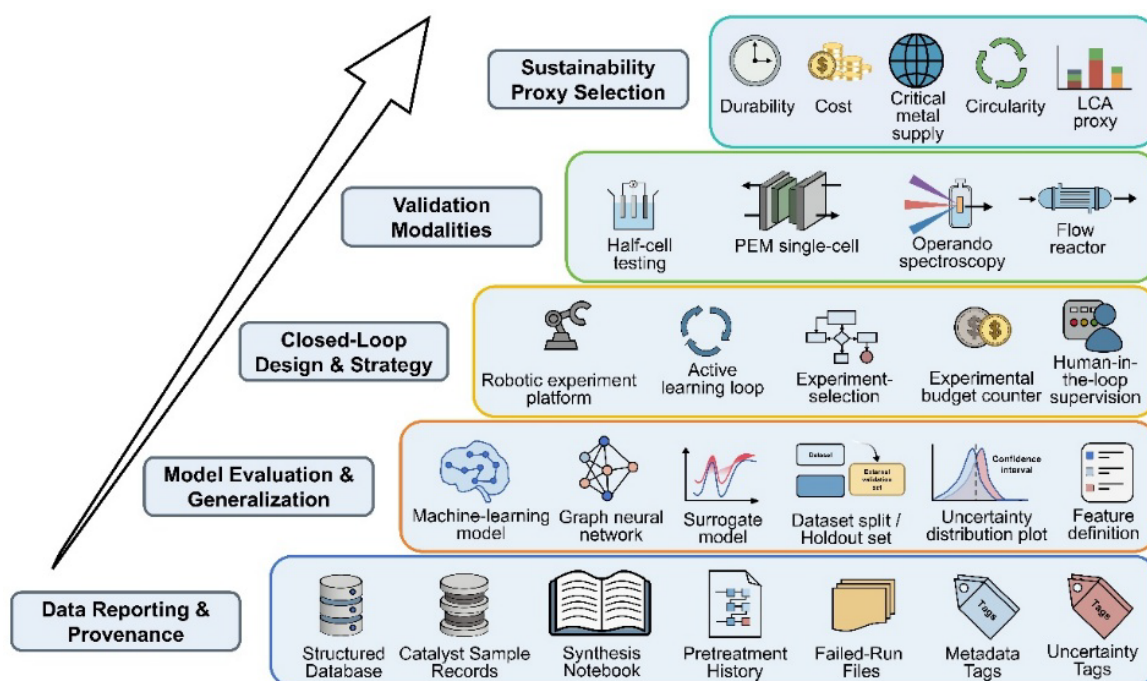 Sustainability
Proxy Selection
Durability
Cost
Critical
metal
supply
Circularity
LCA
proxy
Validation
Modalities
Half-cell
testing
PEM single-cell
Operando
spectroscopy
Flow
reactor
Closed-Loop
Design & Strategy
Robotic experiment
platform
Active
learning loop
Experiment-
selection
Experimental
budget counter
Human-in-
the-loop
supervision
Model Evaluation &
Generalization
Machine-learning
model
Graph neural
network
Surrogate
model
Dataset
External
validation
set
Dataset split /
Holdout set
Confidence
interval
Uncertainty
distribution plot
Feature
definition
Data Reporting &
Provenance
Structured
Database
Catalyst Sample
Records
Synthesis
Notebook
Pretreatment
History
Failed-Run
Files
Tags
Metadata
Tags
Tags
Uncertainty
Tags